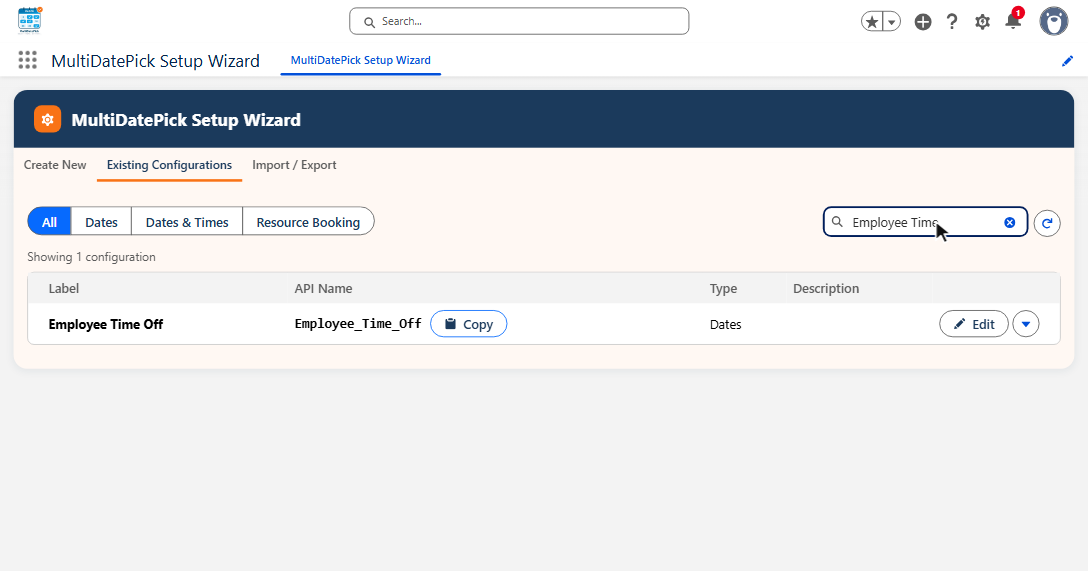 Search...
1
MultiDatePick Setup Wizard
MultiDatePick Setup Wizard
MultiDatePick Setup Wizard
Create New
Existing Configurations
Import / Export
All
Dates
Dates & Times
Resource Booking
Employee Time
Showing 1 configuration
Label
API Name
Type
Description
Employee Time Off
Employee_Time_Off
Copy
Dates
Edit